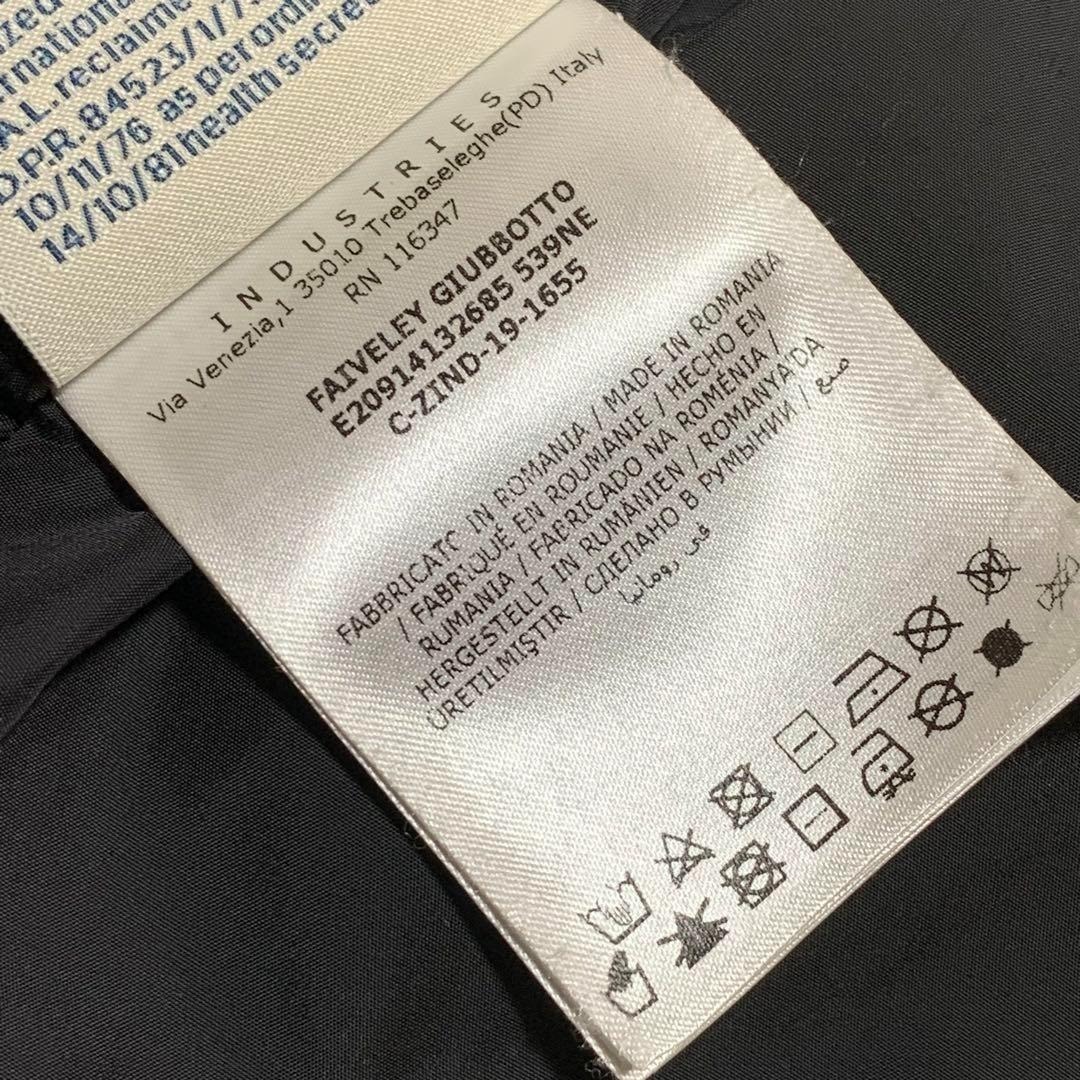 rnational
A.L. reclaime
D.P.R. 84523/1/7
10/11/76 as per ordin
14/10/81 health secre
INDUSTRIES
Via Venezia,1 35010 Trebaseleghe(PD) Italy
RN 116347
FAIVELEY GIUBBOTTO
E20914132685 539NE
C-ZIND-19-1655
FABBRICATO IN ROMANIA / MADE IN ROMANIA
/ FABRIQUÉ EN ROUMANIE / HECHO EN
RUMANIA / FABRICADO NA ROMÉNIA /
HERGESTELLT IN RUMÄNIEN / ROMANYA'DA
ÜRETILMIŞTIR / СДЕЛАНО В РУМЫНИИ / صنع
في رومانيا